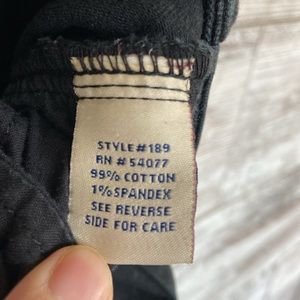 STYLE#189
RN # 54077
99% COTTON
1% SPANDEX
SEE REVERSE
SIDE FOR CARE